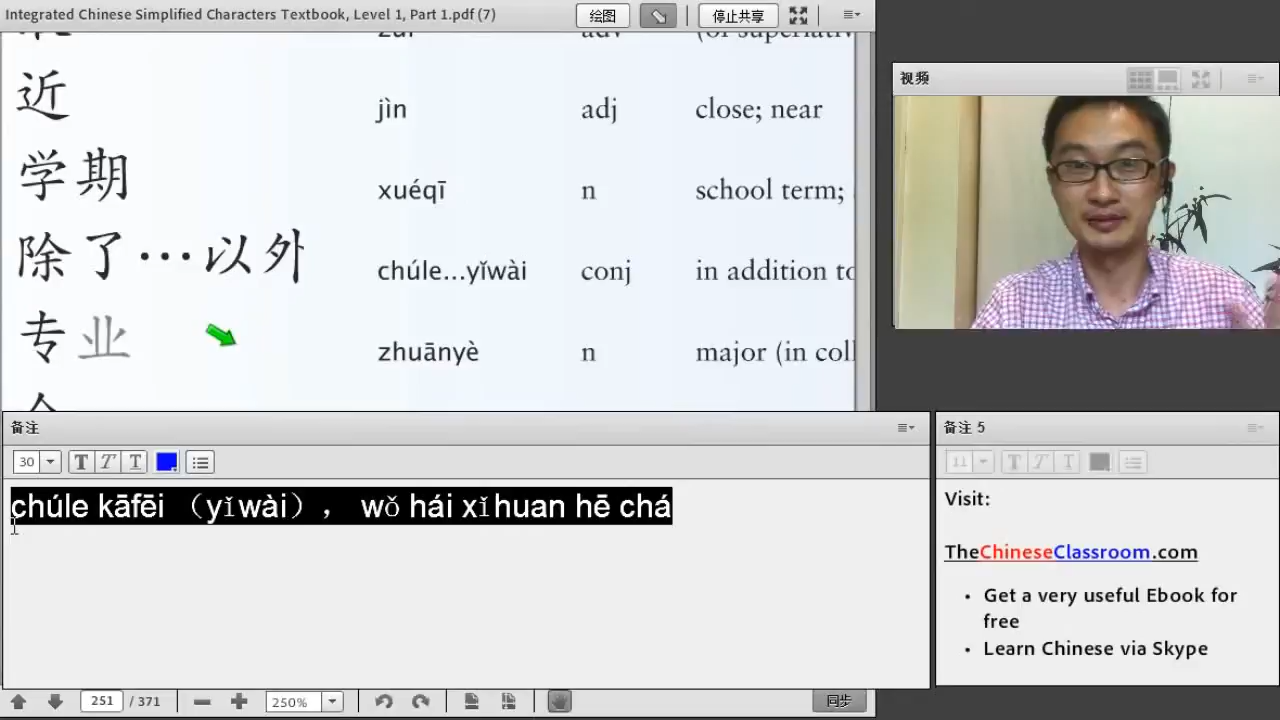 Integrated Chinese Simplified Characters Textbook, Level 1, Part 1.pdf (7)
绘图
停止共享
近 jìn adj close; near
学期 xuéqī n school term;
除了…以外 chúle…yǐwài conj in addition to
专业 zhuānyè n major (in coll
视频
备注
30
chúle kāfēi （yǐwài）， wǒ hái xǐhuan hē chá
251 / 371
250%
同步
备注 5
11
Visit:
TheChineseClassroom.com
• Get a very useful Ebook for
free
• Learn Chinese via Skype